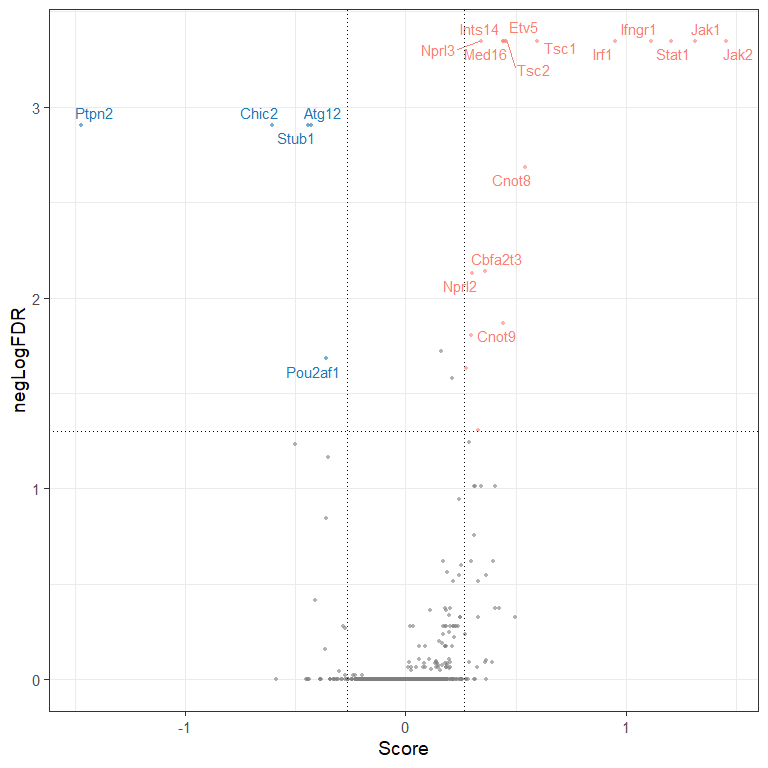 Ints14 Etv5 Ifngr1 Jak1
Nprl3 Med16 Tsc1 Irf1 Stat1 Jak2
Tsc2
3
Ptpn2 Chic2 Atg12
Stub1
Cnot8
Cbfa2t3
Nprl2
2
Cnot9
Pou2af1
negLogFDR
1
0
-1 0 1
Score